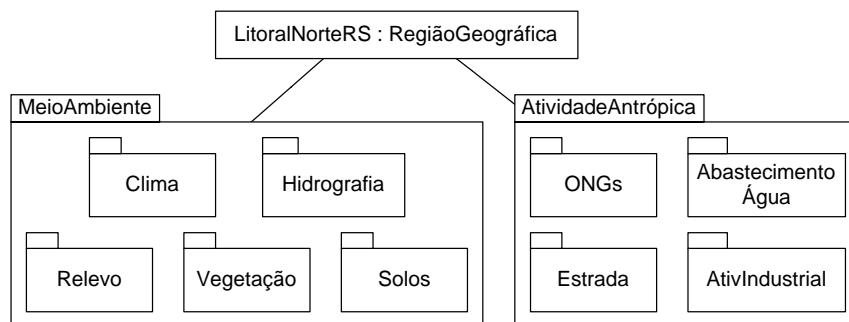 LitoralNorteRS : RegiãoGeográfica
MeioAmbiente
AtividadeAntrópica
Clima
Hidrografia
ONGs
Abastecimento
Água
Relevo
Vegetação
Solos
Estrada
AtivIndustrial